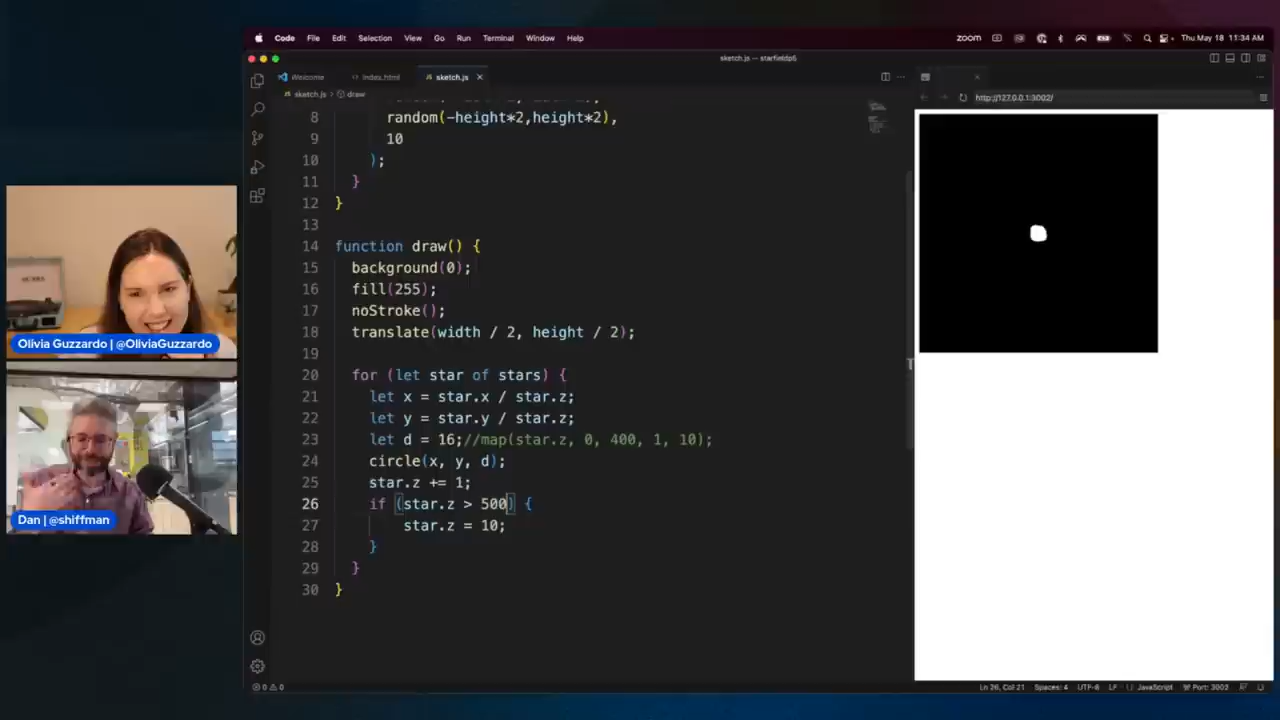 Code File Edit Selection View Go Run Terminal Window Help
zoom Thu May 18 11:34 AM
sketch.js — starfieldp5
Welcome index.html sketch.js
sketch.js draw
http://127.0.0.1:3002/
8 random(-height*2,height*2),
9 10
10 );
11 }
12 }
13
14 function draw() {
15 background(0);
16 fill(255);
17 noStroke();
18 translate(width / 2, height / 2);
19
20 for (let star of stars) {
21 let x = star.x / star.z;
22 let y = star.y / star.z;
23 let d = 16;//map(star.z, 0, 400, 1, 10);
24 circle(x, y, d);
25 star.z += 1;
26 if (star.z > 500) {
27 star.z = 10;
28 }
29 }
30 }
Olivia Guzzardo | @OliviaGuzzardo
Dan | @shiffman
0 0 Ln 26, Col 21 Spaces: 4 UTF-8 LF JavaScript Port: 3002